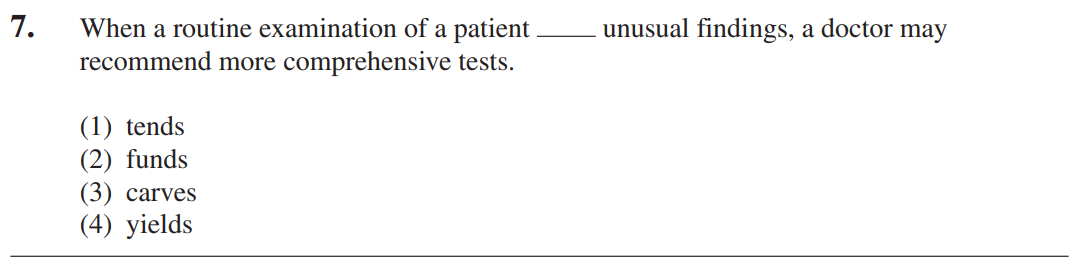 7. When a routine examination of a patient ____ unusual findings, a doctor may
recommend more comprehensive tests.
(1) tends
(2) funds
(3) carves
(4) yields